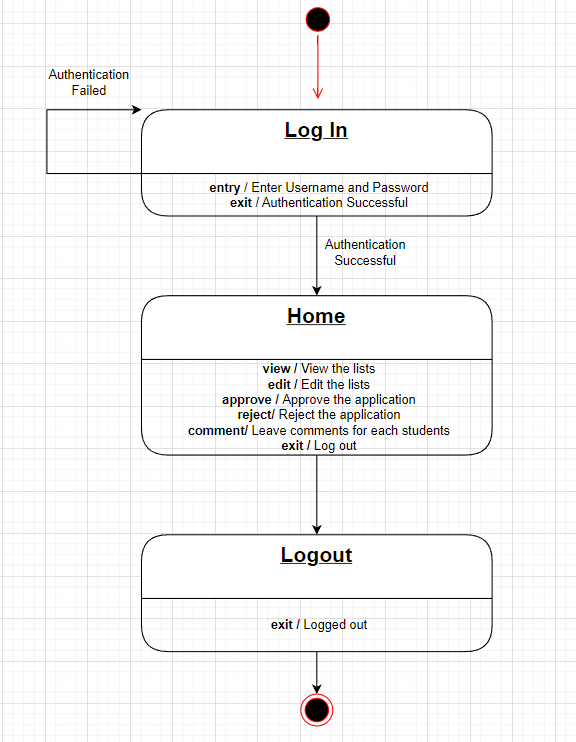 Authentication
Failed
Log In
entry / Enter Username and Password
exit / Authentication Successful
Authentication
Successful
Home
view / View the lists
edit / Edit the lists
approve / Approve the application
reject/ Reject the application
comment/ Leave comments for each students
exit / Log out
Logout
exit / Logged out